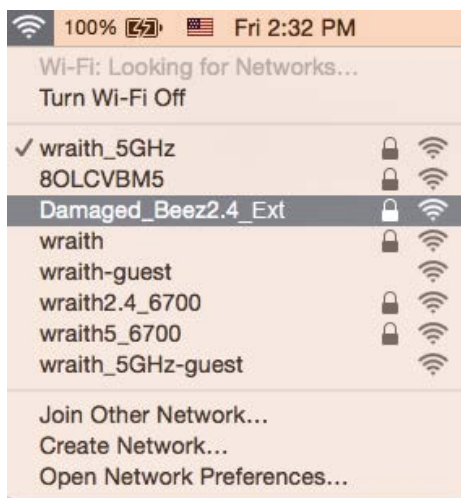 100% Fri 2:32 PM
Wi-Fi: Looking for Networks...
Turn Wi-Fi Off
wraith_5GHz
8OLCVBM5
Damaged_Beez2.4_Ext
wraith
wraith-guest
wraith2.4_6700
wraith5_6700
wraith_5GHz-guest
Join Other Network...
Create Network...
Open Network Preferences...